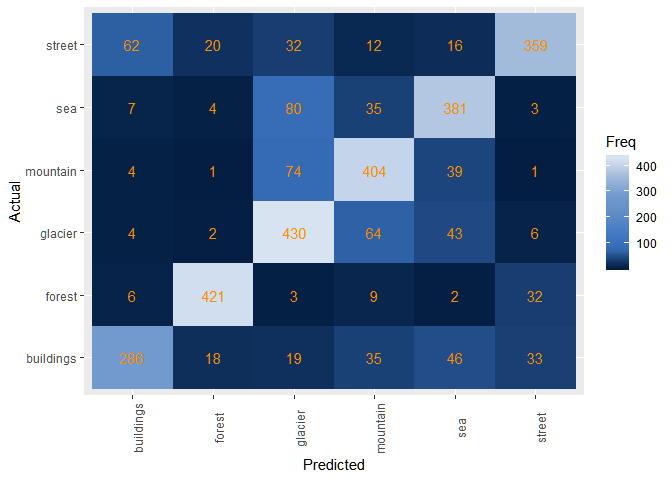 street 62 20 32 12 16 359
sea 7 4 80 35 381 3
mountain 4 1 74 404 39 1
glacier 4 2 430 64 43 6
forest 6 421 3 9 2 32
buildings 286 18 19 35 46 33
buildings forest glacier mountain sea street
Predicted
Actual
Freq
400
300
200
100